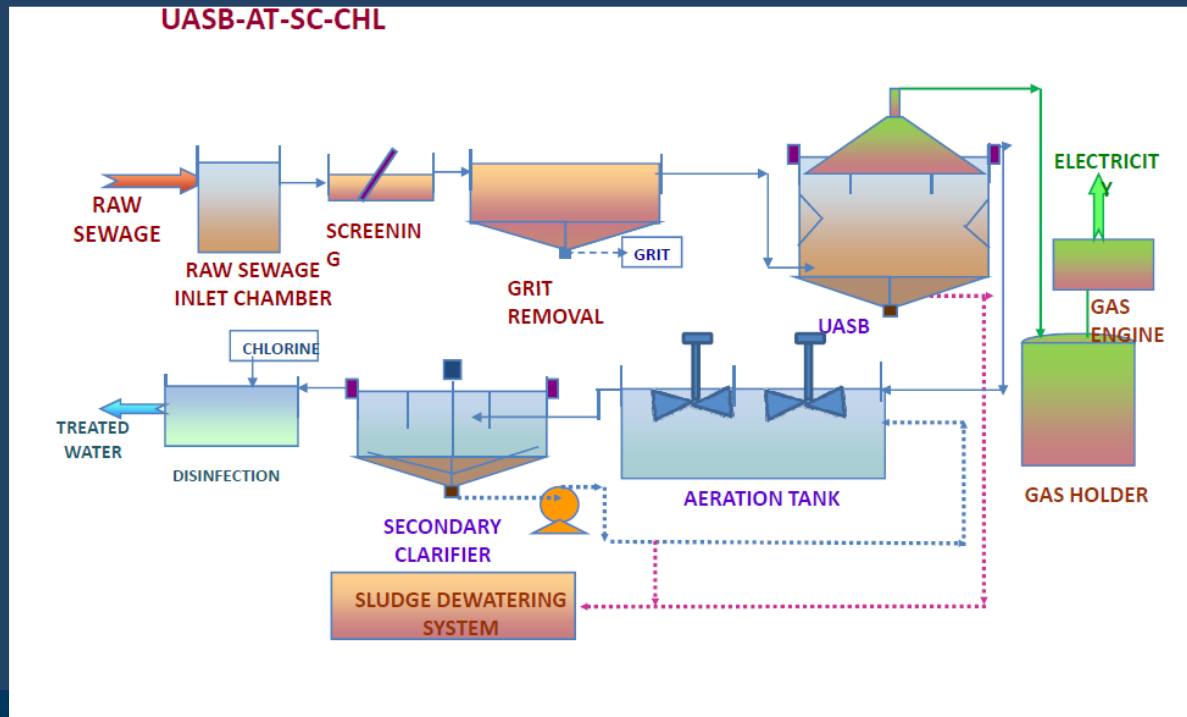 UASB-AT-SC-CHL
RAW
SEWAGE
RAW SEWAGE
INLET CHAMBER
SCREENIN
G
GRIT
GRIT
REMOVAL
UASB
ELECTRICIT
Y
GAS
ENGINE
GAS HOLDER
CHLORINE
TREATED
WATER
DISINFECTION
SECONDARY
CLARIFIER
AERATION TANK
SLUDGE DEWATERING
SYSTEM